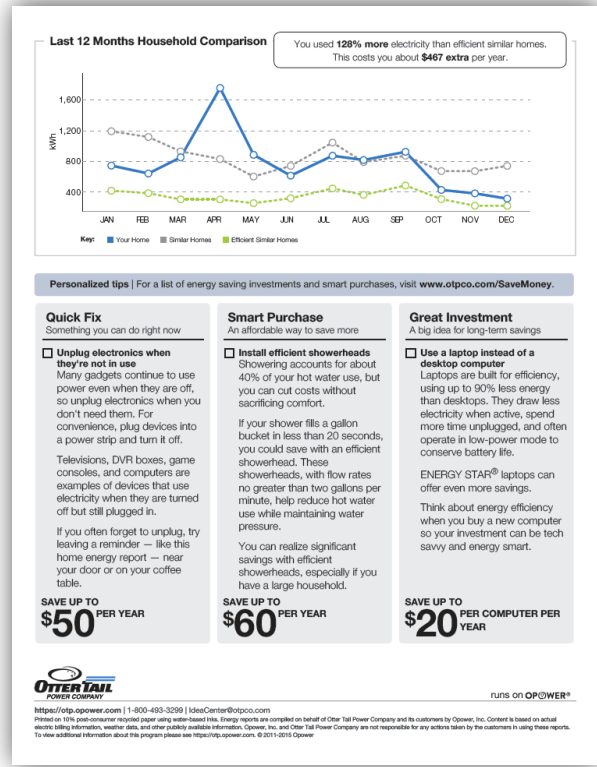 Last 12 Months Household Comparison
You used 128% more electricity than efficient similar homes.
This costs you about $467 extra per year.
kWh
1,600
1,200
800
400
JAN FEB MAR APR MAY JUN JUL AUG SEP OCT NOV DEC
Key: Your Home Similar Homes Efficient Similar Homes
Personalized tips | For a list of energy saving investments and smart purchases, visit www.otpco.com/SaveMoney.
Quick Fix
Something you can do right now
Unplug electronics when
they're not in use
Many gadgets continue to use
power even when they are off,
so unplug electronics when you
don't need them. For
convenience, plug devices into
a power strip and turn it off.
Televisions, DVR boxes, game
consoles, and computers are
examples of devices that use
electricity when they are turned
off but still plugged in.
If you often forget to unplug, try
leaving a reminder — like this
home energy report — near
your door or on your coffee
table.
SAVE UP TO
$50 PER YEAR
Smart Purchase
An affordable way to save more
Install efficient showerheads
Showering accounts for about
40% of your hot water use, but
you can cut costs without
sacrificing comfort.
If your shower fills a gallon
bucket in less than 20 seconds,
you could save with an efficient
showerhead. These
showerheads, with flow rates
no greater than two gallons per
minute, help reduce hot water
use while maintaining water
pressure.
You can realize significant
savings with efficient
showerheads, especially if you
have a large household.
SAVE UP TO
$60 PER YEAR
Great Investment
A big idea for long-term savings
Use a laptop instead of a
desktop computer
Laptops are built for efficiency,
using up to 90% less energy
than desktops. They draw less
electricity when active, spend
more time unplugged, and often
operate in low-power mode to
conserve battery life.
ENERGY STAR® laptops can
offer even more savings.
Think about energy efficiency
when you buy a new computer
so your investment can be tech
savvy and energy smart.
SAVE UP TO
$20 PER COMPUTER PER
YEAR
OTTER TAIL
POWER COMPANY
runs on OPOWER®
https://otp.opower.com | 1-800-493-3299 | IdeaCenter@otpco.com
Printed on 10% post-consumer recycled paper using water-based inks. Energy reports are compiled on behalf of Otter Tail Power Company and its customers by Opower, Inc. Content is based on actual
electric billing information, weather data, and other publicly available information. Opower, Inc. and Otter Tail Power Company are not responsible for any actions taken by the customers in using these reports.
To view additional information about this program please see https://otp.opower.com. © 2011-2015 Opower